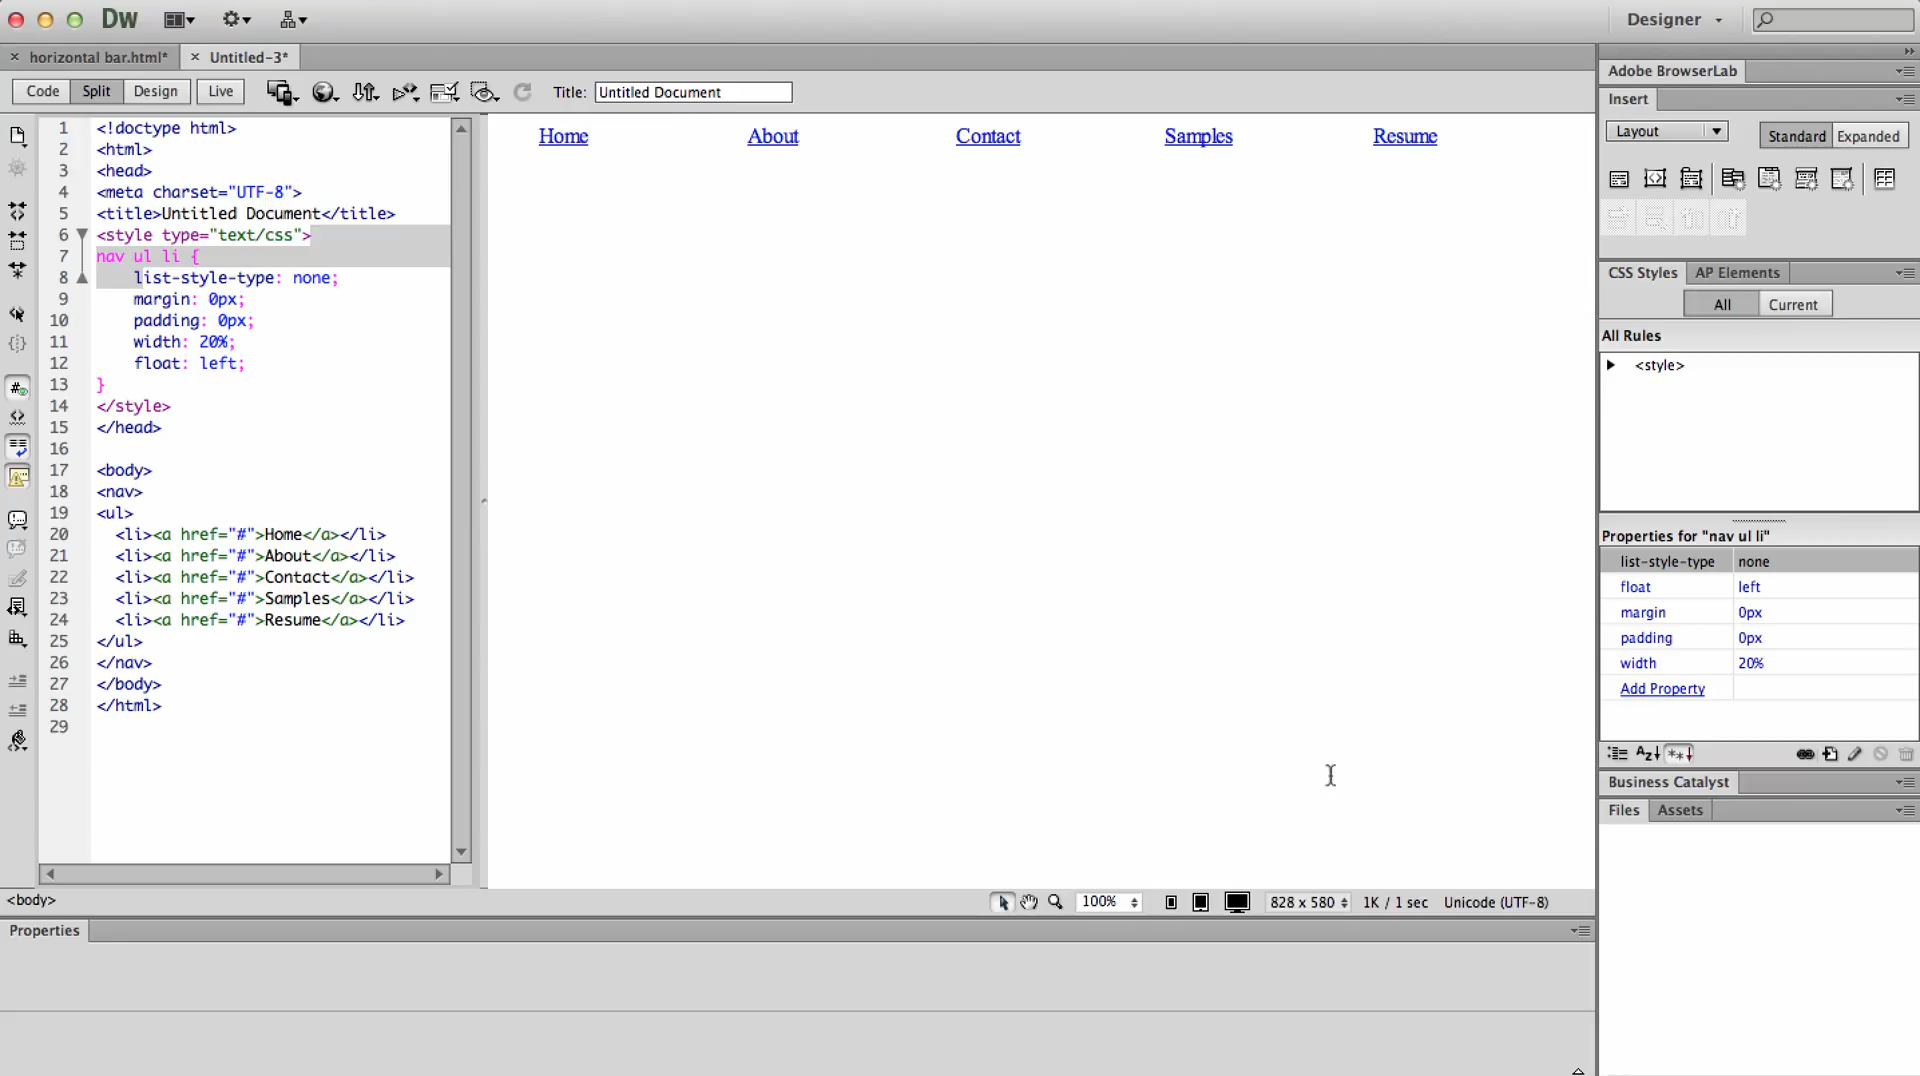 Dw
Designer
horizontal bar.html*
Untitled-3*
Code
Split
Design
Live
Title:
Untitled Document
1 <!doctype html>
2 <html>
3 <head>
4 <meta charset="UTF-8">
5 <title>Untitled Document</title>
6 <style type="text/css">
7 nav ul li {
8 list-style-type: none;
9 margin: 0px;
10 padding: 0px;
11 width: 20%;
12 float: left;
13 }
14 </style>
15 </head>
16
17 <body>
18 <nav>
19 <ul>
20 <li><a href="#">Home</a></li>
21 <li><a href="#">About</a></li>
22 <li><a href="#">Contact</a></li>
23 <li><a href="#">Samples</a></li>
24 <li><a href="#">Resume</a></li>
25 </ul>
26 </nav>
27 </body>
28 </html>
29
Home About Contact Samples Resume
<body>
100%
828 x 580
1K / 1 sec
Unicode (UTF-8)
Properties
Adobe BrowserLab
Insert
Layout
Standard
Expanded
CSS Styles
AP Elements
All
Current
All Rules
<style>
Properties for "nav ul li"
list-style-type none
float left
margin 0px
padding 0px
width 20%
Add Property
Business Catalyst
Files
Assets